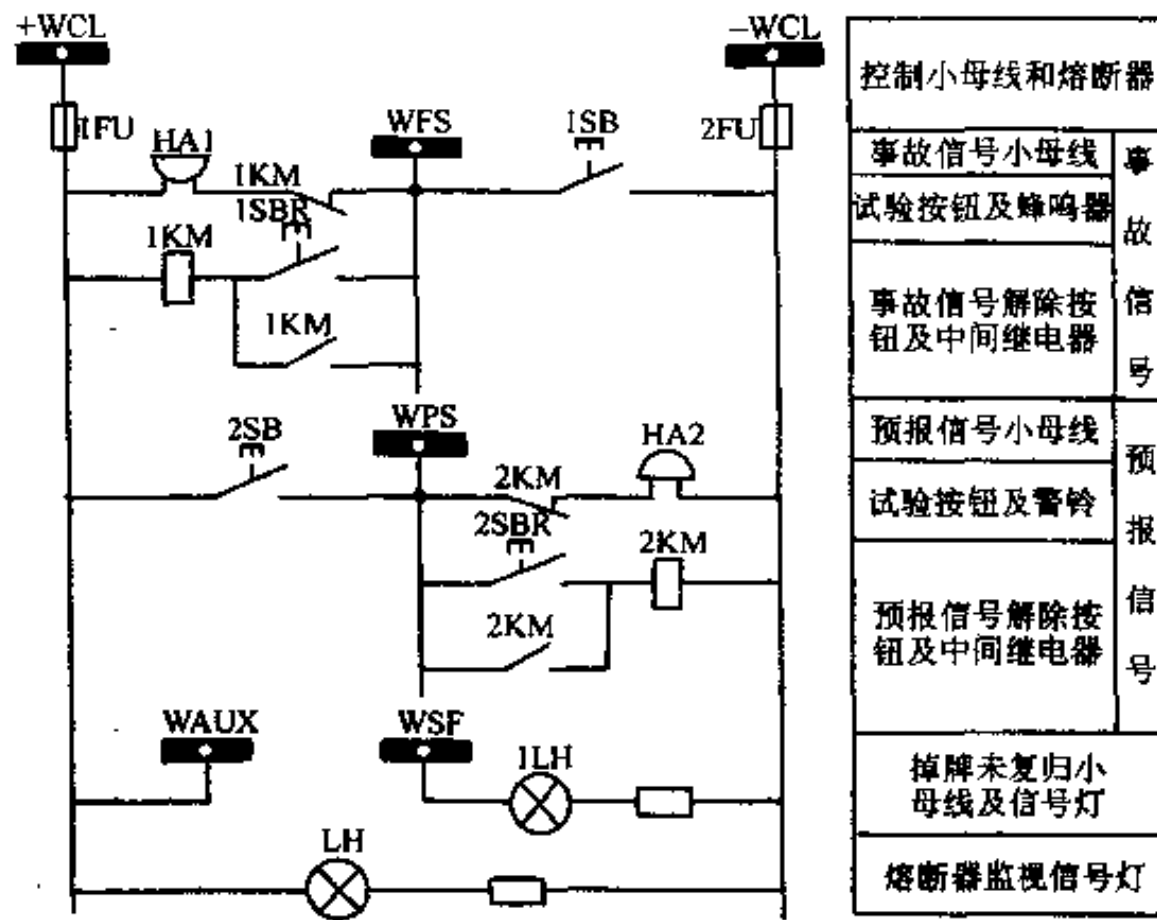 +WCL
-WCL
1FU
HA1
WFS
1SB
2FU
1KM
1SBR
1KM
1KM
WPS
2SB
HA2
2KM
2SBR
2KM
2KM
WAUX
WSF
1LH
LH
控制小母线和熔断器
事故信号小母线
试验按钮及蜂鸣器
事故信号解除按
钮及中间继电器
事
故
信
号
预报信号小母线
试验按钮及警铃
预报信号解除按
钮及中间继电器
预
报
信
号
掉牌未复归小
母线及信号灯
熔断器监视信号灯